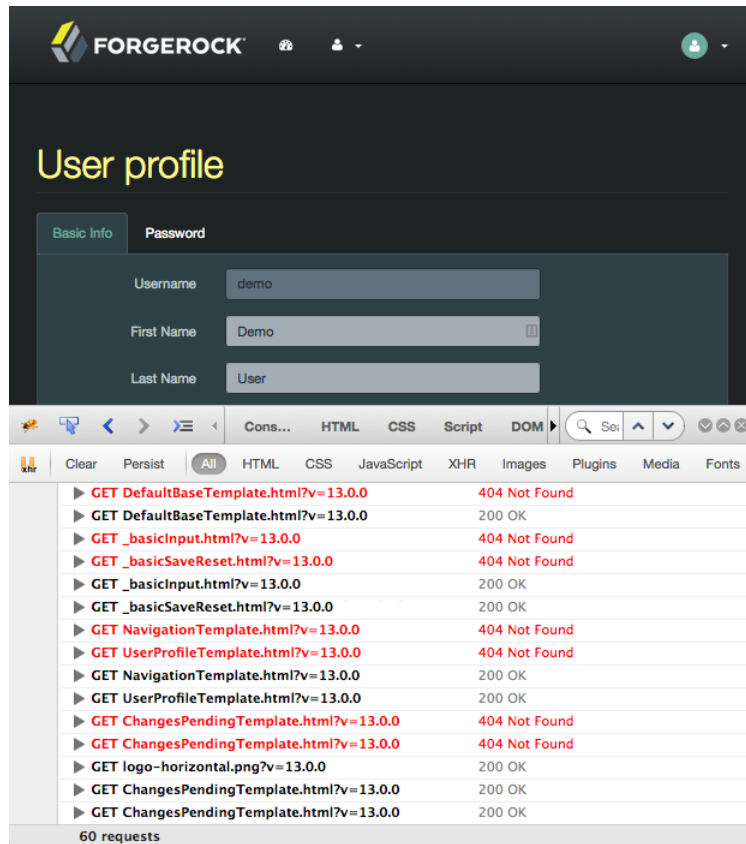 FORGEROCK
User profile
Basic Info Password
Username demo
First Name Demo
Last Name User
Cons... HTML CSS Script DOM
xhr Clear Persist All HTML CSS JavaScript XHR Images Plugins Media Fonts
GET DefaultBaseTemplate.html?v=13.0.0 404 Not Found
GET DefaultBaseTemplate.html?v=13.0.0 200 OK
GET _basicInput.html?v=13.0.0 404 Not Found
GET _basicSaveReset.html?v=13.0.0 404 Not Found
GET _basicInput.html?v=13.0.0 200 OK
GET _basicSaveReset.html?v=13.0.0 200 OK
GET NavigationTemplate.html?v=13.0.0 404 Not Found
GET UserProfileTemplate.html?v=13.0.0 404 Not Found
GET NavigationTemplate.html?v=13.0.0 200 OK
GET UserProfileTemplate.html?v=13.0.0 200 OK
GET ChangesPendingTemplate.html?v=13.0.0 404 Not Found
GET ChangesPendingTemplate.html?v=13.0.0 404 Not Found
GET logo-horizontal.png?v=13.0.0 200 OK
GET ChangesPendingTemplate.html?v=13.0.0 200 OK
GET ChangesPendingTemplate.html?v=13.0.0 200 OK
60 requests